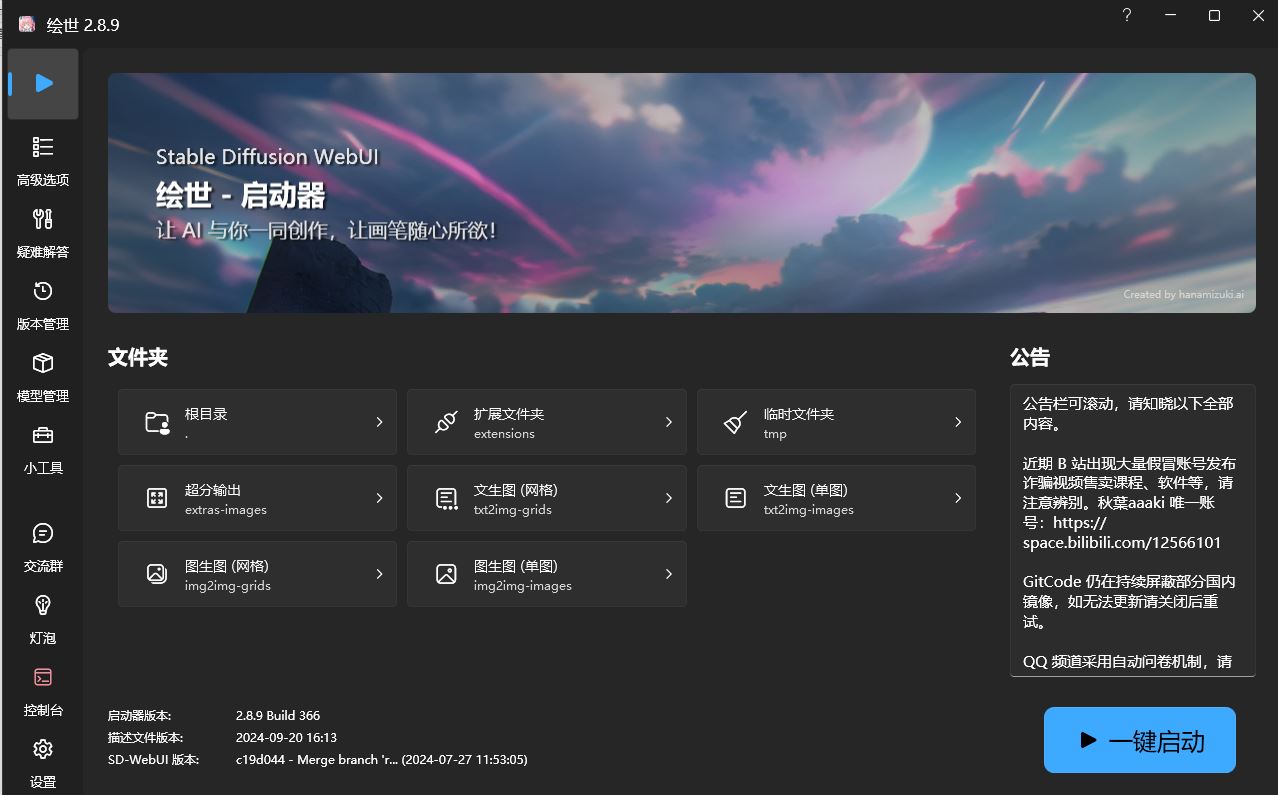 绘世 2.8.9
高级选项
疑难解答
版本管理
模型管理
小工具
交流群
灯泡
控制台
设置
Stable Diffusion WebUI
绘世 - 启动器
让 AI 与你一同创作，让画笔随心所欲！
Created by hanamizuki.ai
文件夹
根目录
.
扩展文件夹
extensions
临时文件夹
tmp
超分输出
extras-images
文生图 (网格)
txt2img-grids
文生图 (单图)
txt2img-images
图生图 (网格)
img2img-grids
图生图 (单图)
img2img-images
公告
公告栏可滚动，请知晓以下全部
内容。
近期 B 站出现大量假冒账号发布
诈骗视频售卖课程、软件等，请
注意辨别。秋葉aaaki 唯一账
号：https://
space.bilibili.com/12566101
GitCode 仍在持续屏蔽部分国内
镜像，如无法更新请关闭后重
试。
QQ 频道采用自动问卷机制，请
启动器版本: 2.8.9 Build 366
描述文件版本: 2024-09-20 16:13
SD-WebUI 版本: c19d044 - Merge branch 'r... (2024-07-27 11:53:05)
一键启动